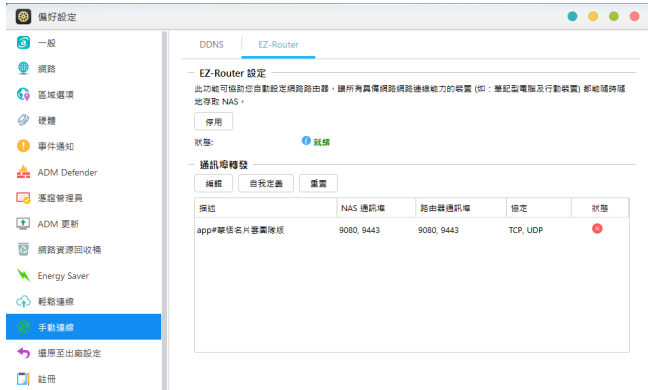 偏好設定
一般
網路
區域選項
硬體
事件通知
ADM Defender
憑證管理員
ADM 更新
網路資源回收桶
Energy Saver
輕鬆連線
手動連線
還原至出廠設定
註冊
DDNS
EZ-Router
EZ-Router 設定
此功能可協助您自動設定網路路由器，讓所有具備網路網路連線能力的裝置 (如：筆記型電腦及行動裝置) 都能隨時隨
地存取 NAS。
停用
狀態: 就緒
通訊埠轉發
編輯 自我定義 重置
描述 NAS 通訊埠 路由器通訊埠 協定 狀態
app#蒙恬名片雲團隊版 9080, 9443 9080, 9443 TCP, UDP